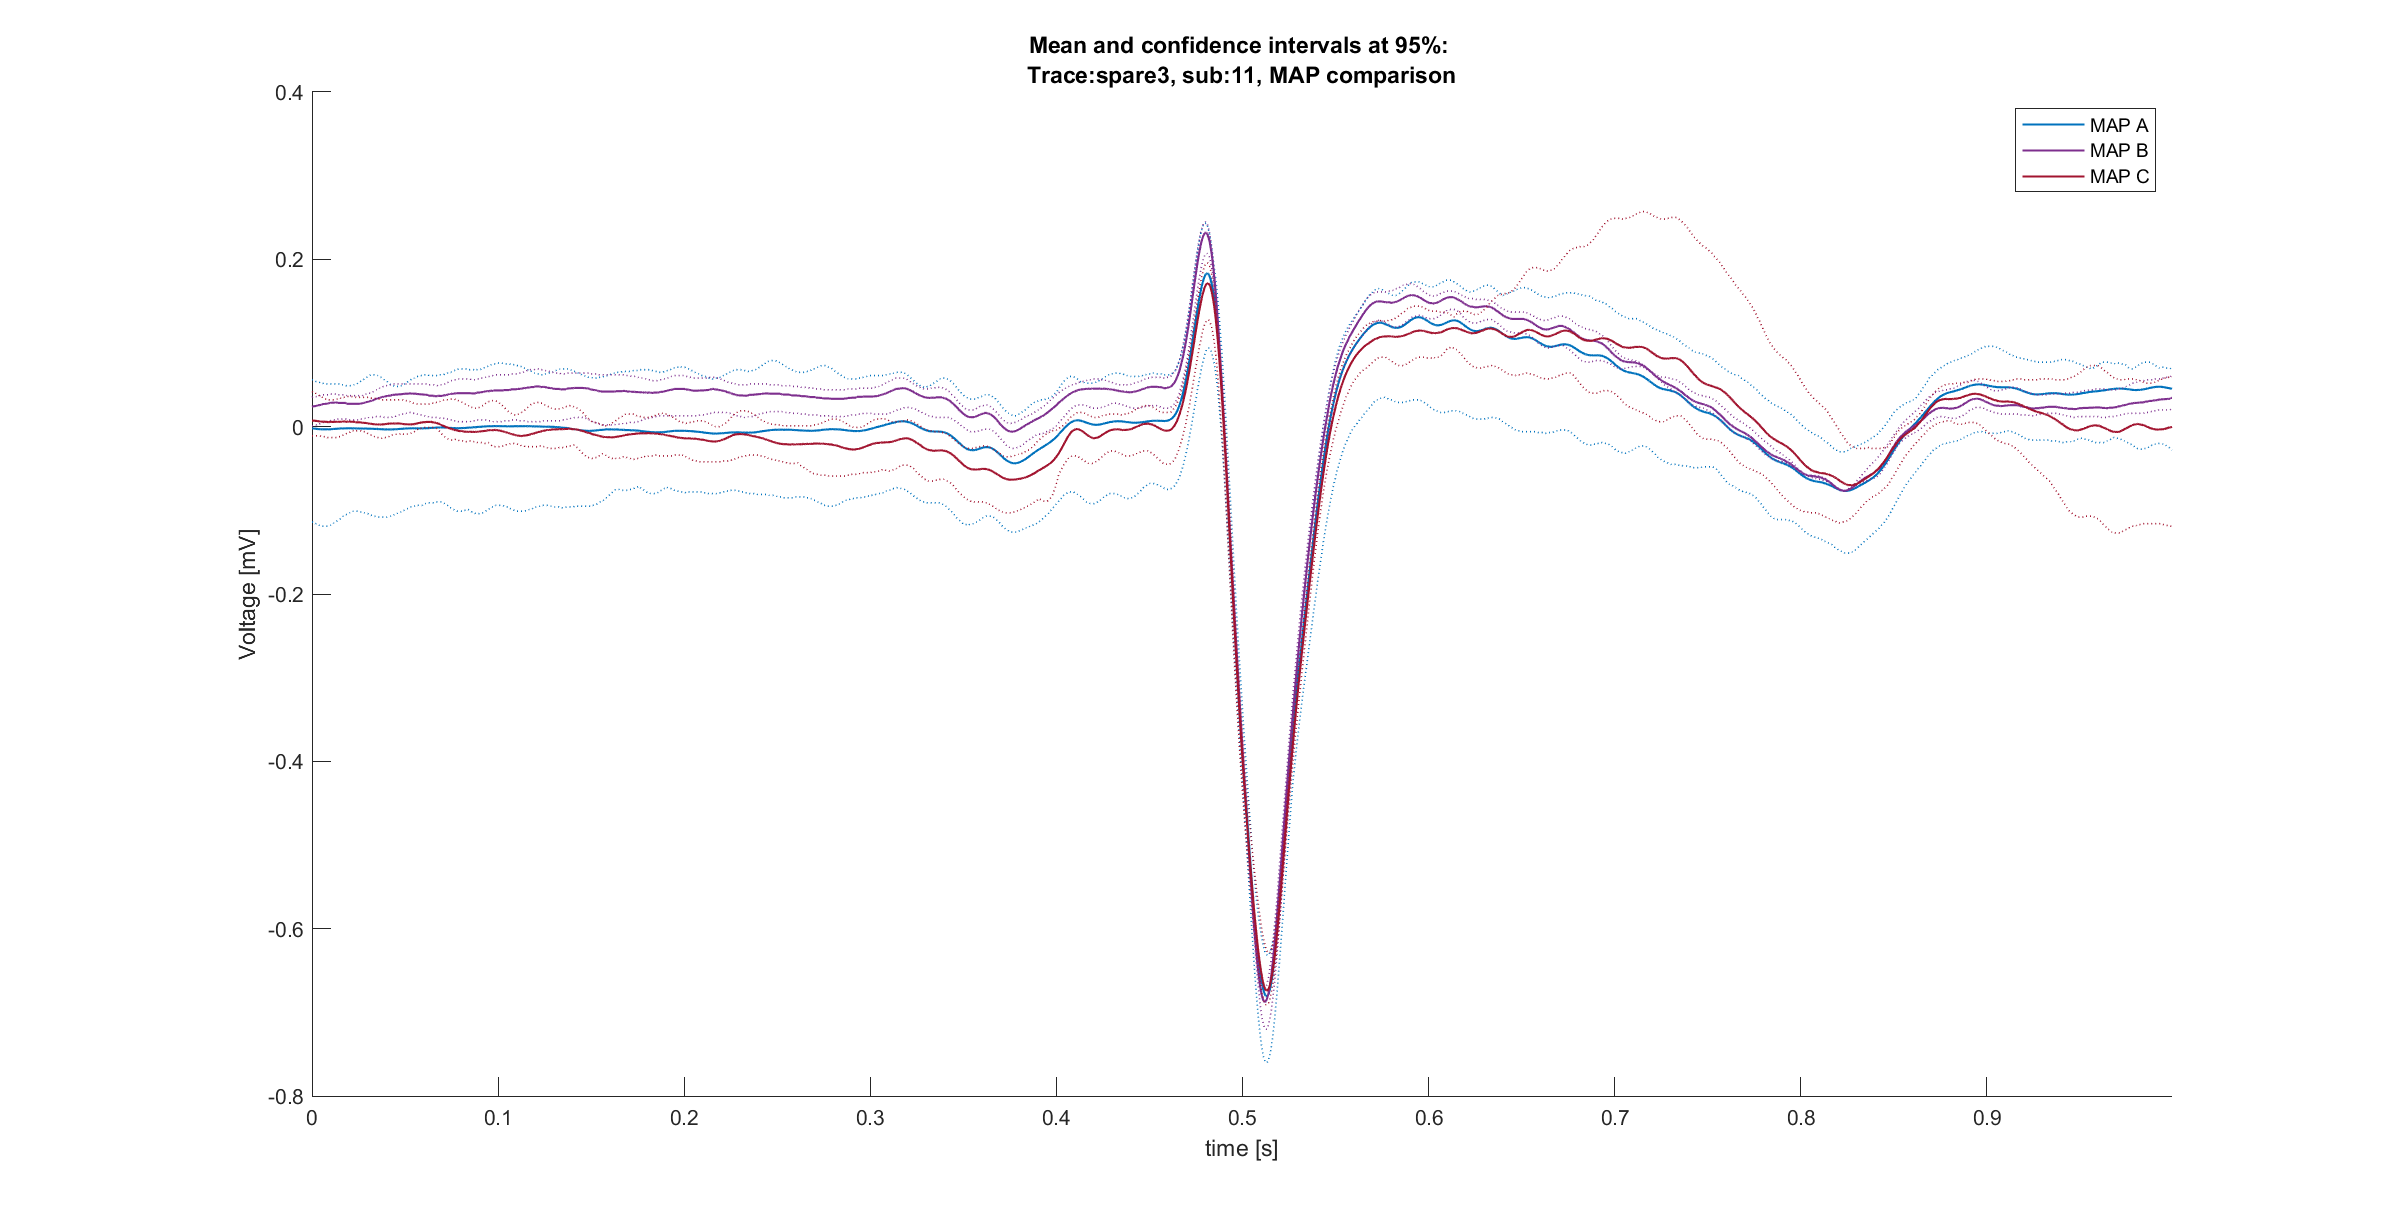 Mean and confidence intervals at 95%:
Trace:spare3, sub:11, MAP comparison
MAP A
MAP B
MAP C
Voltage [mV]
0.4
0.2
0
-0.2
-0.4
-0.6
-0.8
0 0.1 0.2 0.3 0.4 0.5 0.6 0.7 0.8 0.9
time [s]